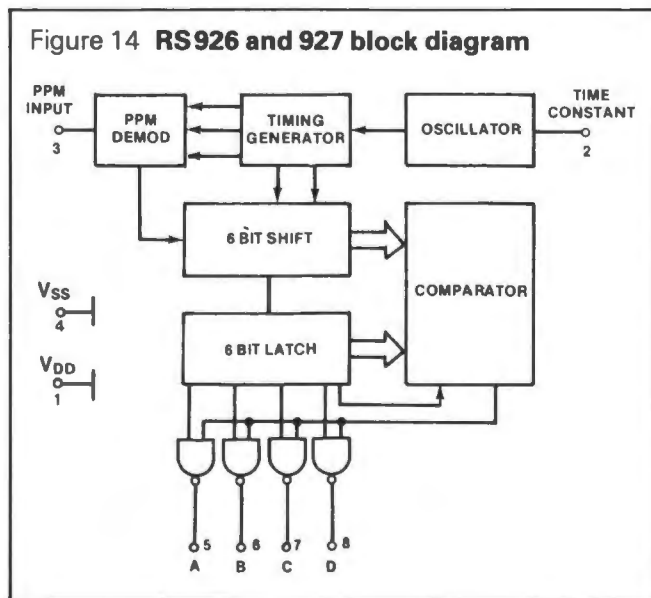 Figure 14 RS926 and 927 block diagram
PPM
INPUT
3
PPM
DEMOD
TIMING
GENERATOR
OSCILLATOR
TIME
CONSTANT
2
6 BIT SHIFT
COMPARATOR
VSS
4
6 BIT LATCH
VDD
1
5 6 7 8
A B C D